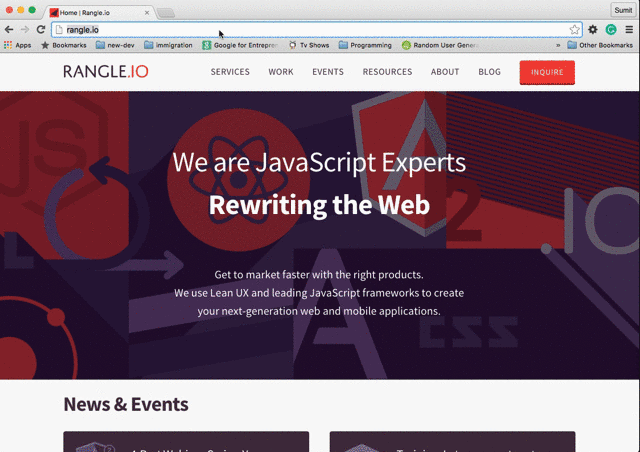 Home | Rangle.io
Sumit
rangle.io
Apps Bookmarks new-dev immigration Google for Entrepren Tv Shows Programming Random User Gener » Other Bookmarks
RANGLE.IO SERVICES WORK EVENTS RESOURCES ABOUT BLOG INQUIRE
JS
We are JavaScript Experts
Rewriting the Web
2
.IO
Get to market faster with the right products.
We use Lean UX and leading JavaScript frameworks to create
your next-generation web and mobile applications.
CSS
News & Events